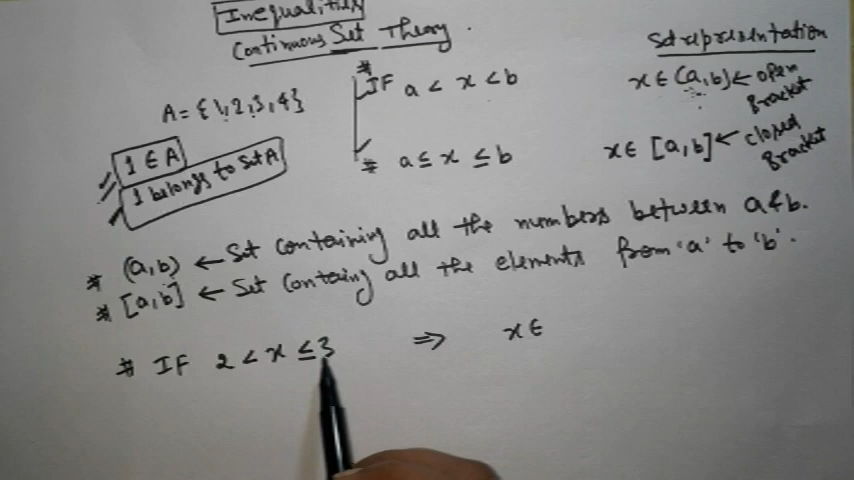 Inequalities
Continuous Set Theory.
Set representation
# IF a < x < b
x ∈ (a,b) ← open Bracket
A = {1,2,3,4}
# a ≤ x ≤ b
x ∈ [a,b] ← closed Bracket
1 ∈ A
1 belongs to Set A
* (a,b) ← Set containing all the numbers between a & b.
* [a,b] ← Set Containg all the elements from 'a' to 'b'.
# IF 2 < x ≤ 3 ⇒ x ∈